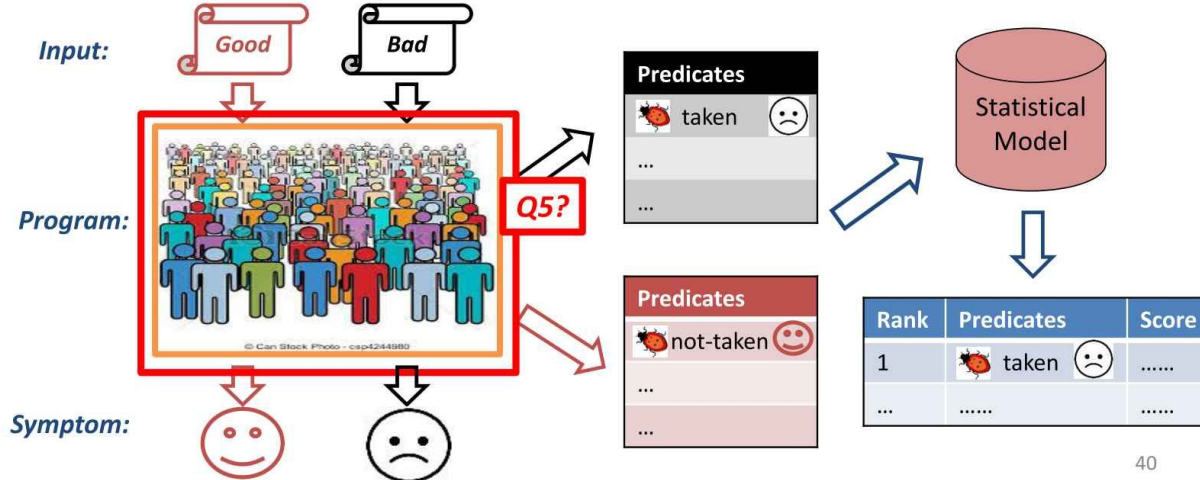 Input:
Good
Bad
Program:
Q5?
© Can Stock Photo - csp4244980
Symptom:
Predicates
taken
...
...
Predicates
not-taken
...
...
Statistical
Model
Rank Predicates Score
1 taken ......
... ...... ......
40